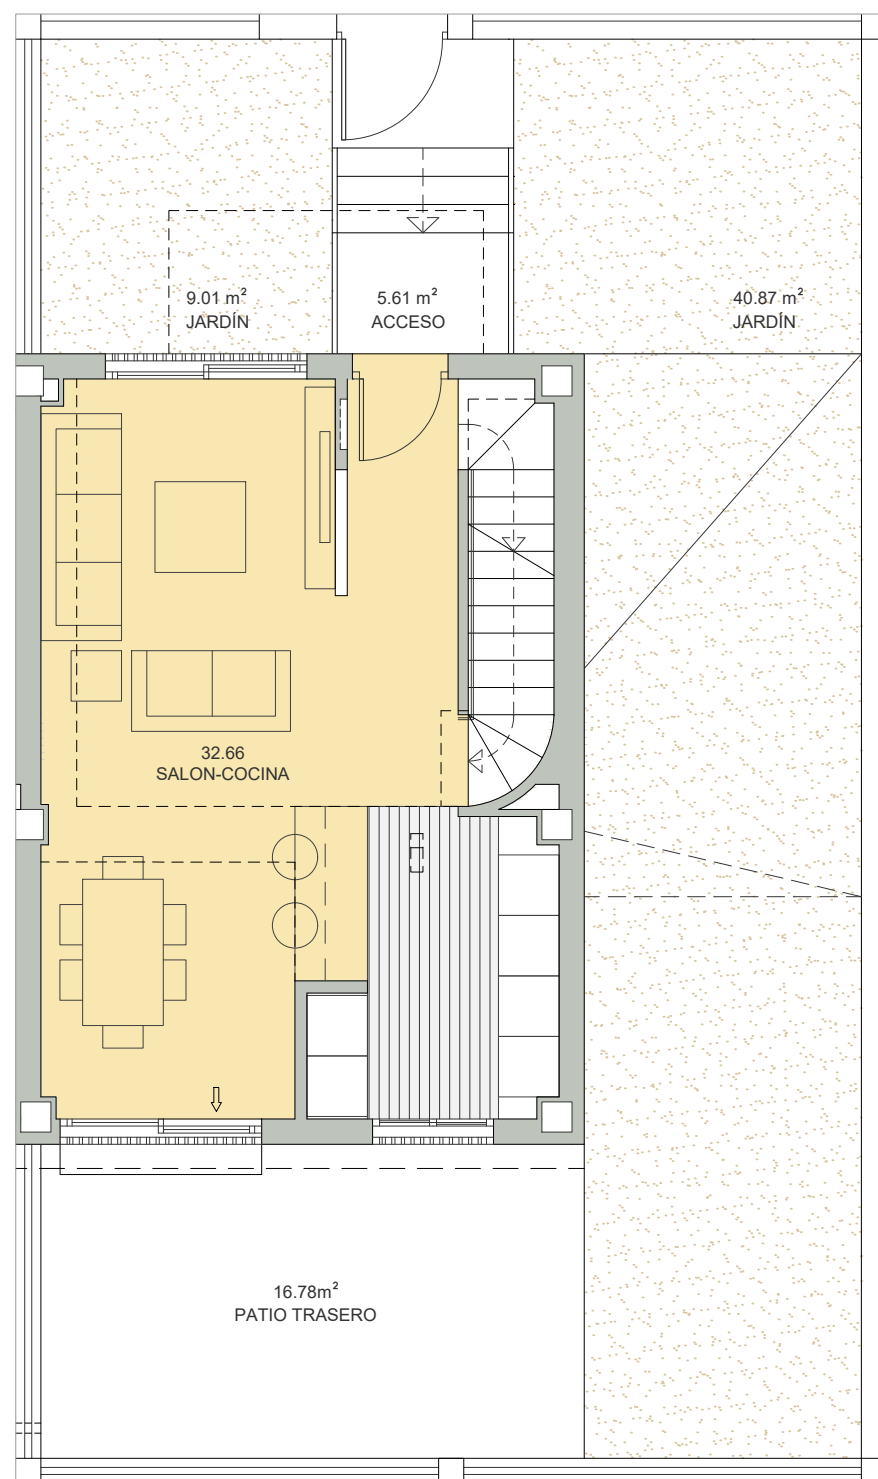 9.01 m²
JARDÍN
5.61 m²
ACCESO
40.87 m²
JARDÍN
32.66
SALON-COCINA
16.78m²
PATIO TRASERO